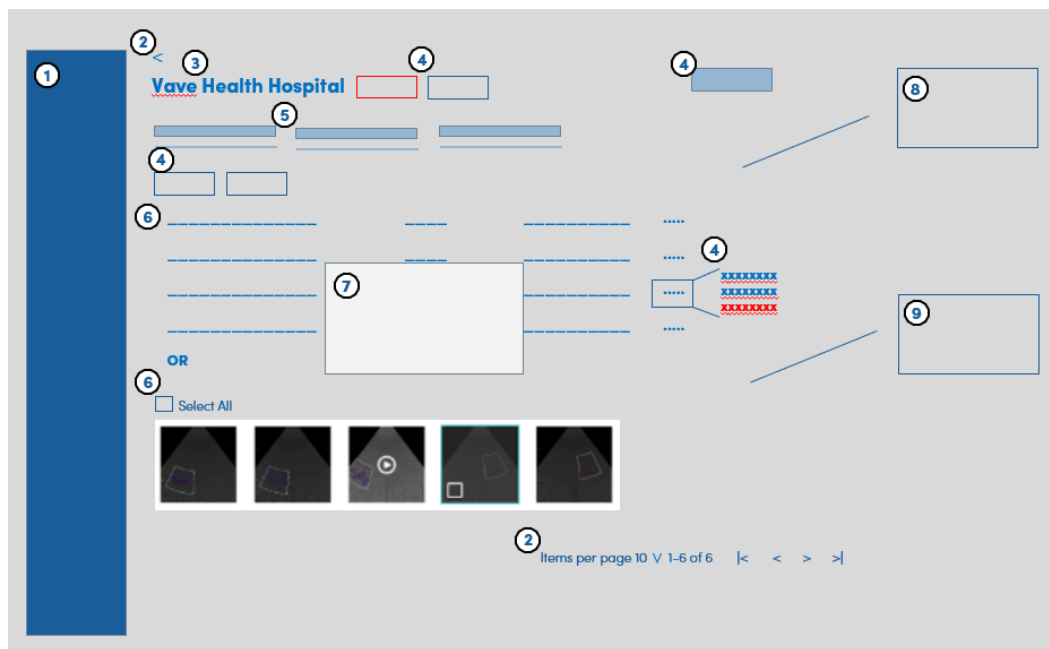 2
<
1
3
4
4
Vave Health Hospital
8
5
4
6
4
xxxxxxxx
7
xxxxxxxx
xxxxxxxx
9
OR
6
Select All
2
Items per page 10 V 1-6 of 6 |< < > >|